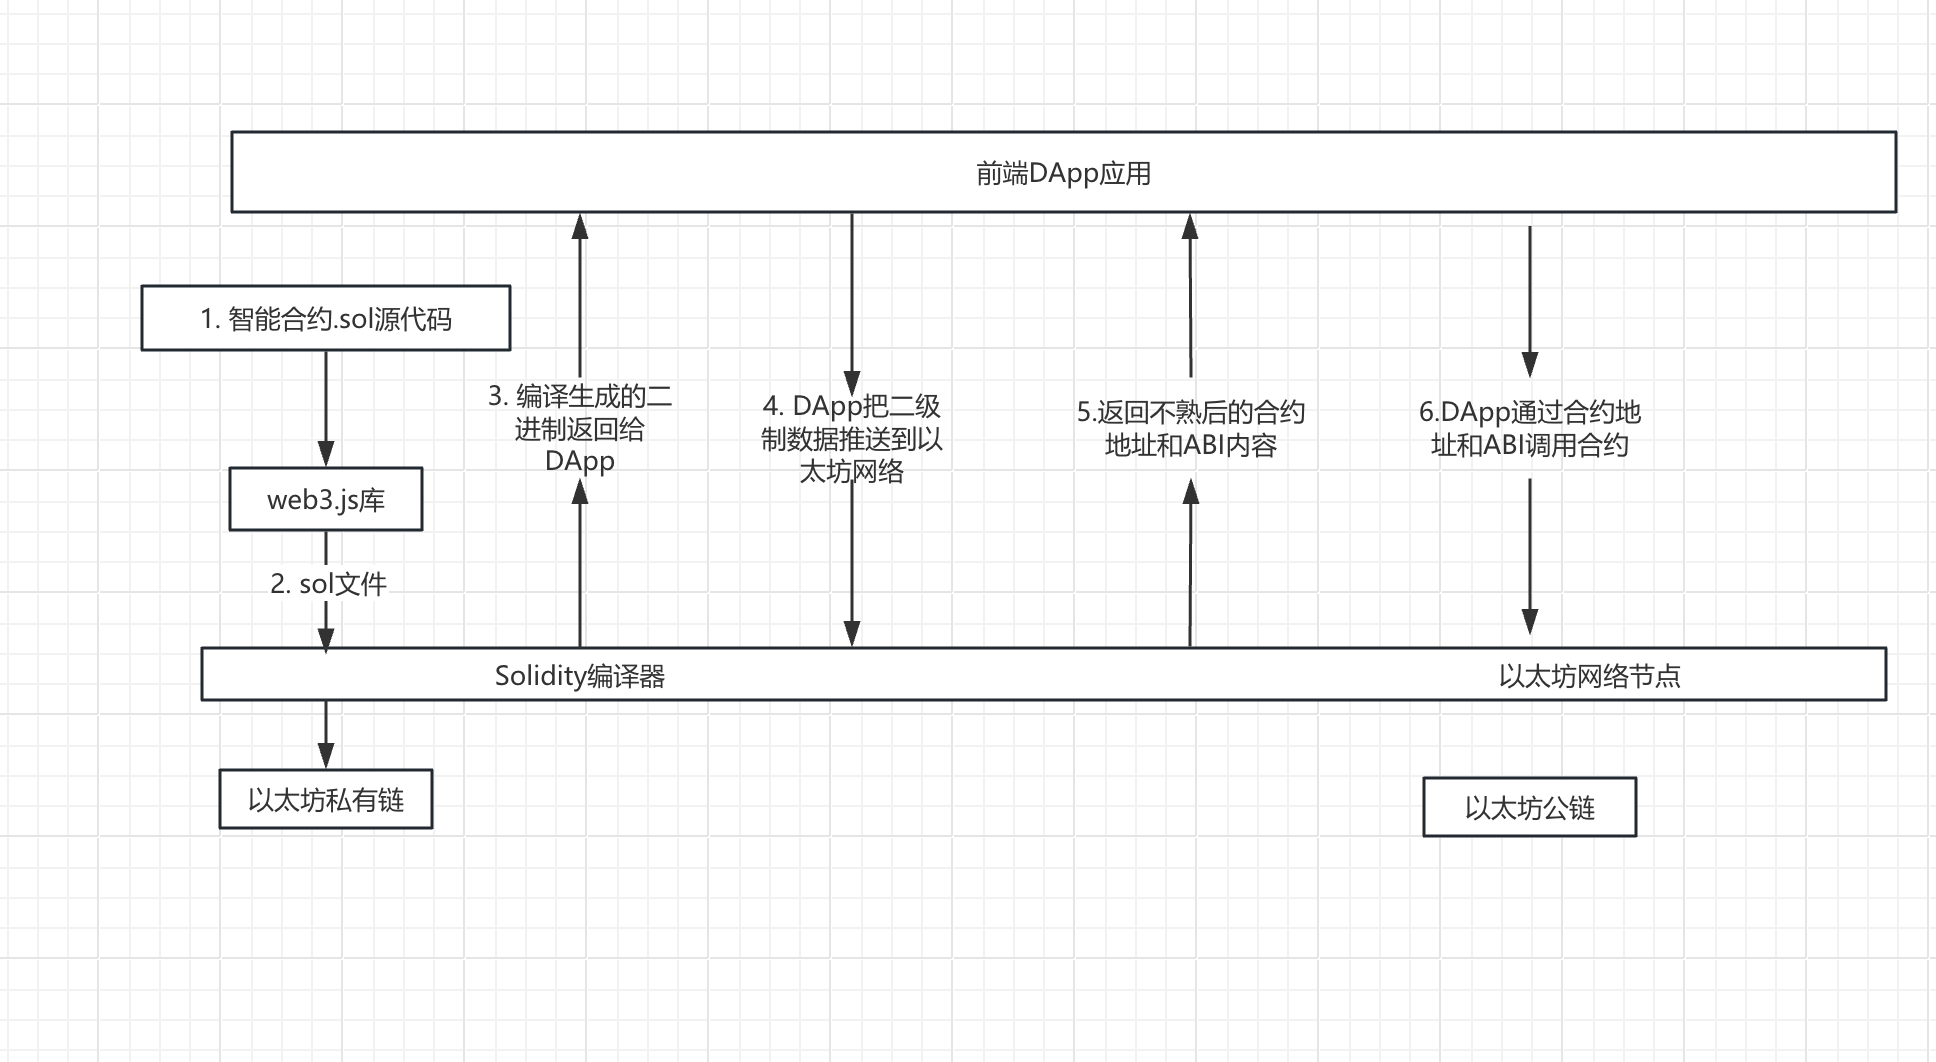 前端DApp应用
1. 智能合约.sol源代码
web3.js库
2. sol文件
3. 编译生成的二
进制返回给
DApp
4. DApp把二级
制数据推送到以
太坊网络
5.返回不熟后的合约
地址和ABI内容
6.DApp通过合约地
址和ABI调用合约
Solidity编译器
以太坊网络节点
以太坊私有链
以太坊公链